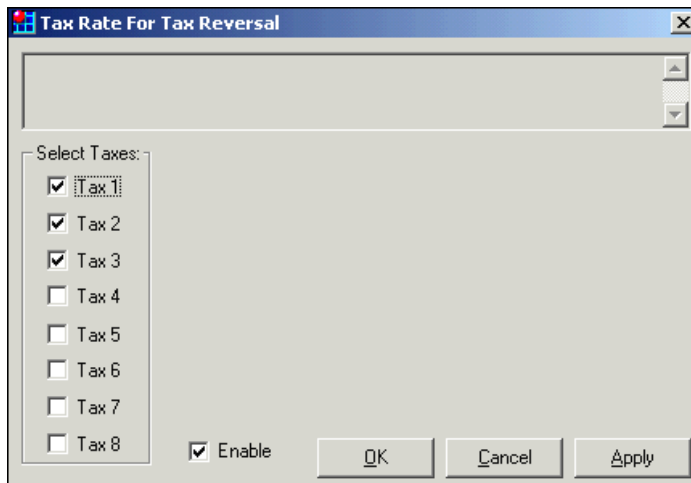 Tax Rate For Tax Reversal
Select Taxes:
Tax 1
Tax 2
Tax 3
Tax 4
Tax 5
Tax 6
Tax 7
Tax 8
Enable
OK
Cancel
Apply